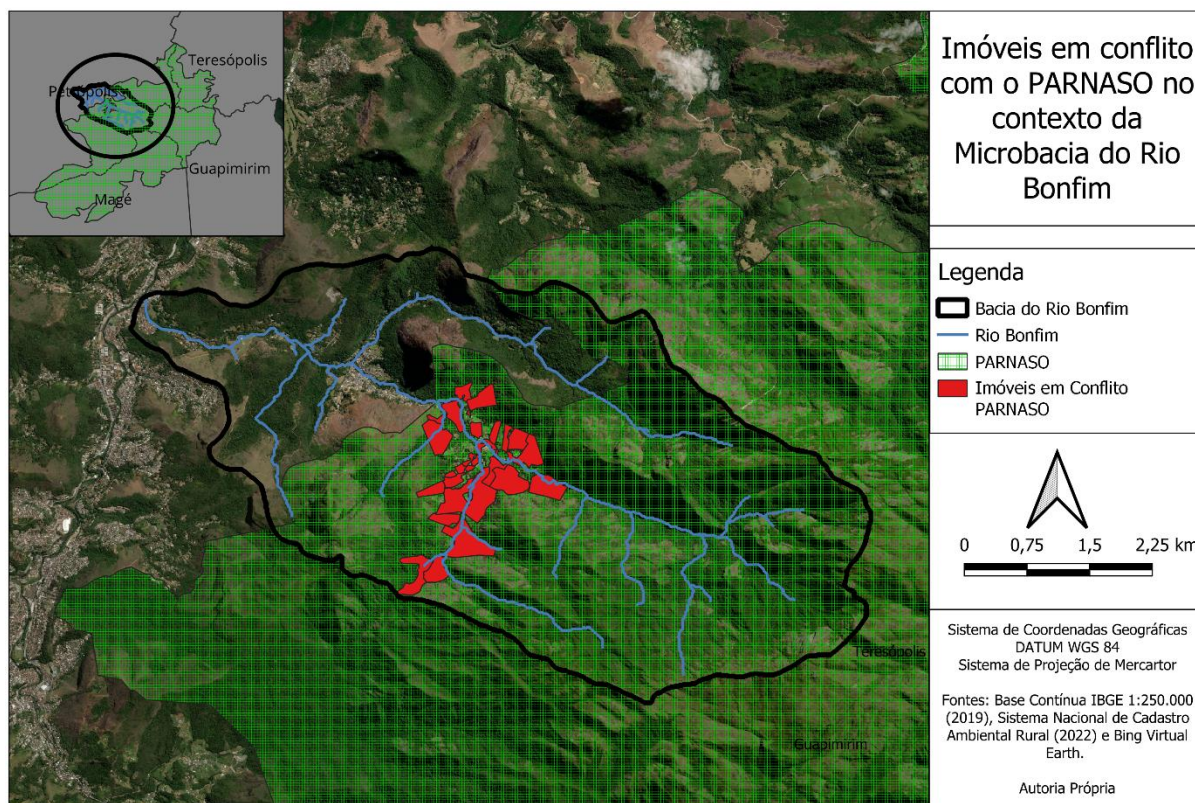 Imóveis em conflito
com o PARNASO no
contexto da
Microbacia do Rio
Bonfim
Legenda
Bacia do Rio Bonfim
Rio Bonfim
PARNASO
Imóveis em Conflito
PARNASO
0 0,75 1,5 2,25 km
Sistema de Coordenadas Geográficas
DATUM WGS 84
Sistema de Projeção de Mercartor
Fontes: Base Contínua IBGE 1:250.000
(2019), Sistema Nacional de Cadastro
Ambiental Rural (2022) e Bing Virtual
Earth.
Autoria Própria
Teresópolis
Petrópolis
Guapimirim
Magé
Teresópolis
Guapimirim